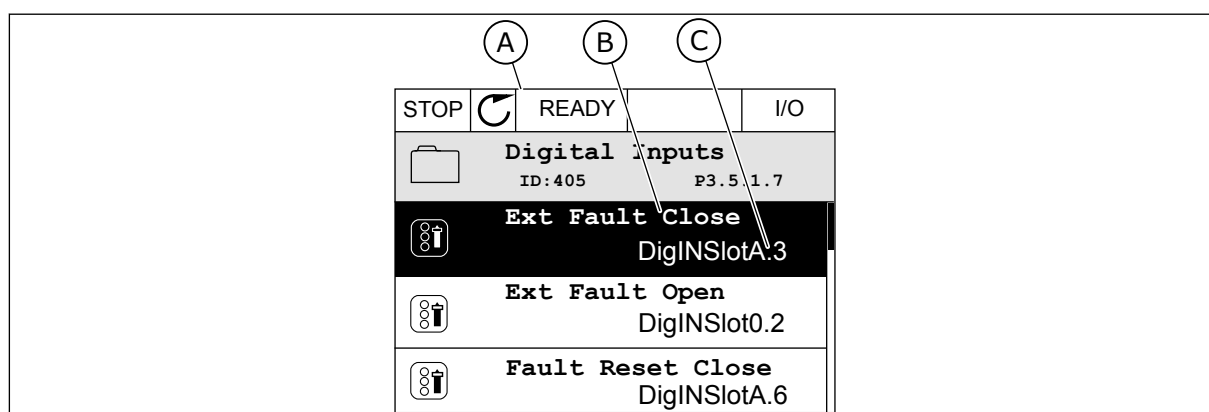 A B C
STOP READY I/O
Digital Inputs
ID:405 P3.5.1.7
Ext Fault Close
DigINSlotA.3
Ext Fault Open
DigINSlot0.2
Fault Reset Close
DigINSlotA.6